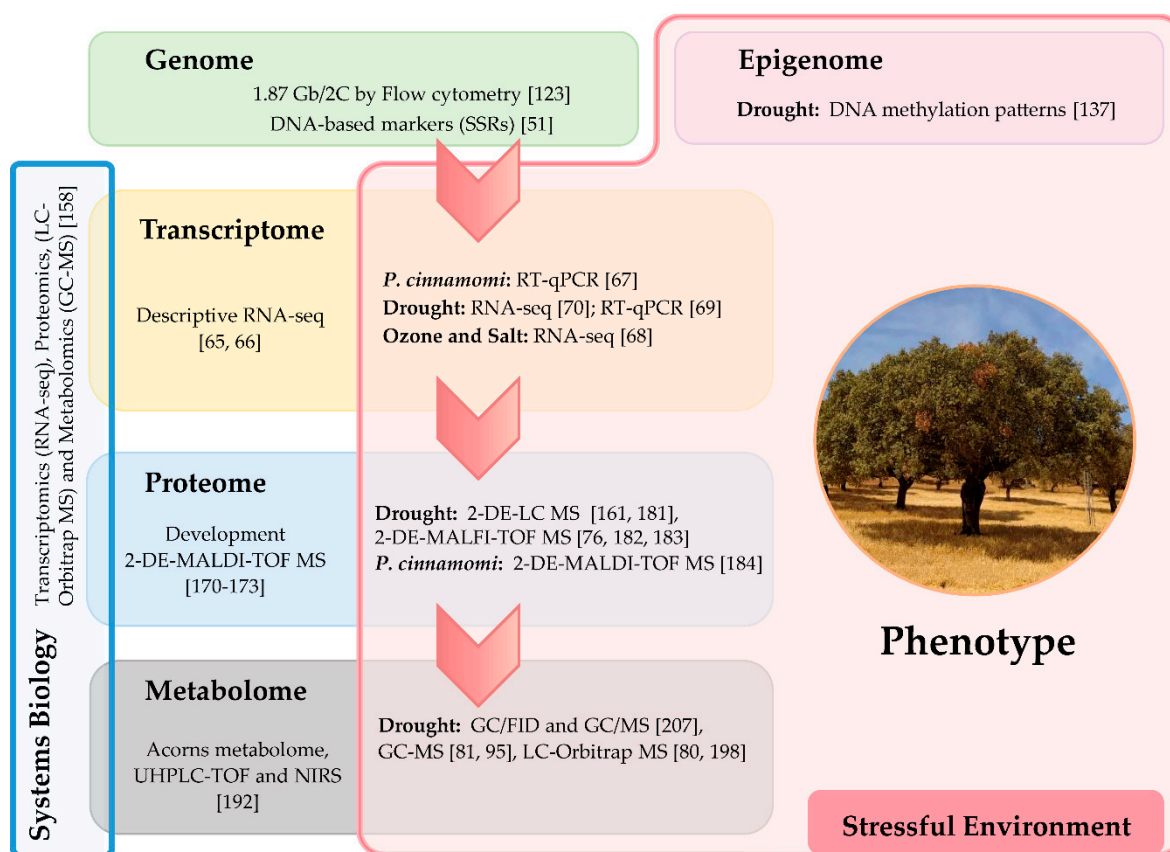 Genome
1.87 Gb/2C by Flow cytometry [123]
DNA-based markers (SSRs) [51]
Epigenome
Drought: DNA methylation patterns [137]
Systems Biology
Transcriptomics (RNA-seq), Proteomics, (LC-
Orbitrap MS) and Metabolomics (GC-MS) [158]
Transcriptome
Descriptive RNA-seq
[65, 66]
P. cinnamomi: RT-qPCR [67]
Drought: RNA-seq [70]; RT-qPCR [69]
Ozone and Salt: RNA-seq [68]
Proteome
Development
2-DE-MALDI-TOF MS
[170-173]
Drought: 2-DE-LC MS [161, 181],
2-DE-MALFI-TOF MS [76, 182, 183]
P. cinnamomi: 2-DE-MALDI-TOF MS [184]
Metabolome
Acorns metabolome,
UHPLC-TOF and NIRS
[192]
Drought: GC/FID and GC/MS [207],
GC-MS [81, 95], LC-Orbitrap MS [80, 198]
Phenotype
Stressful Environment